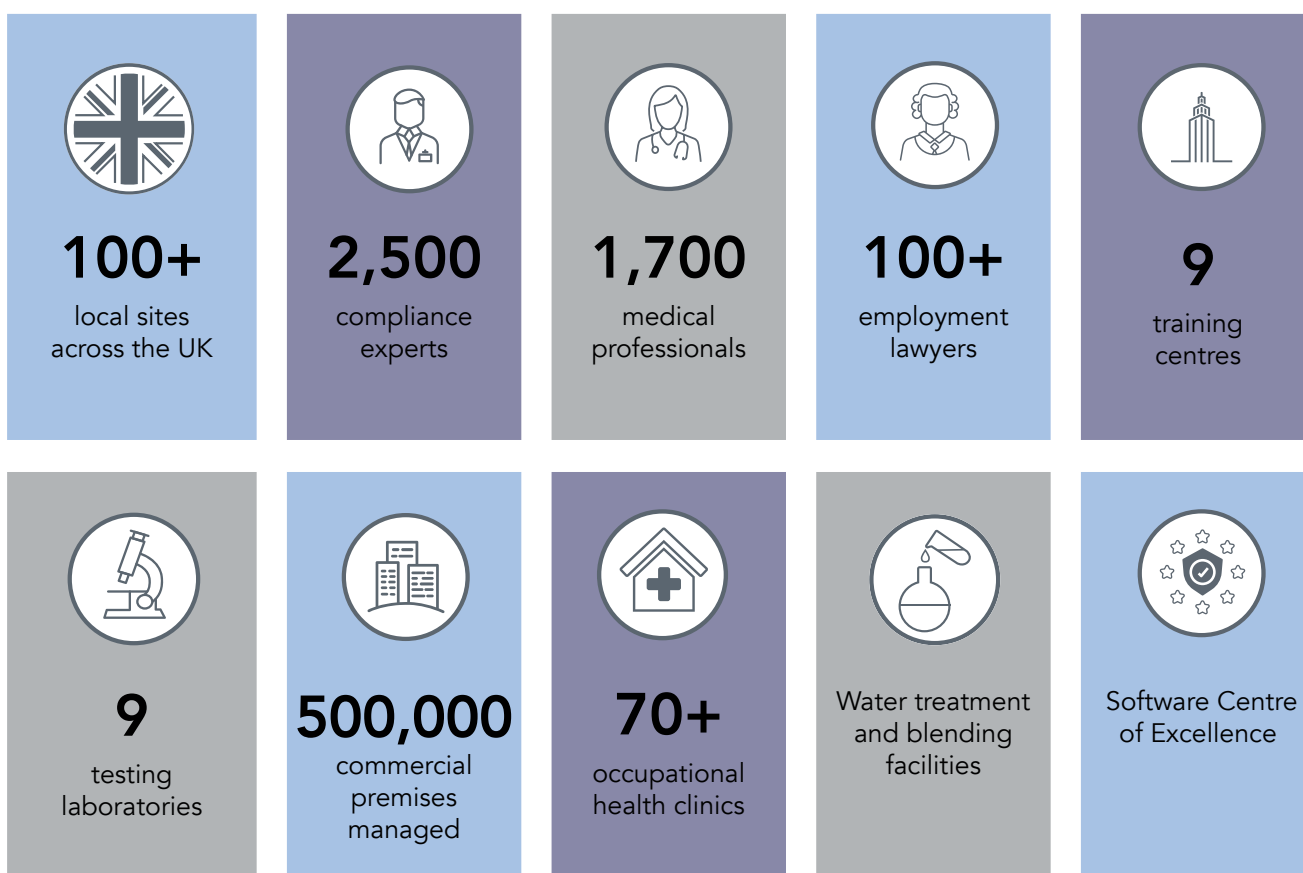 100+
local sites
across the UK
2,500
compliance
experts
1,700
medical
professionals
100+
employment
lawyers
9
training
centres
9
testing
laboratories
500,000
commercial
premises
managed
70+
occupational
health clinics
Water treatment
and blending
facilities
Software Centre
of Excellence